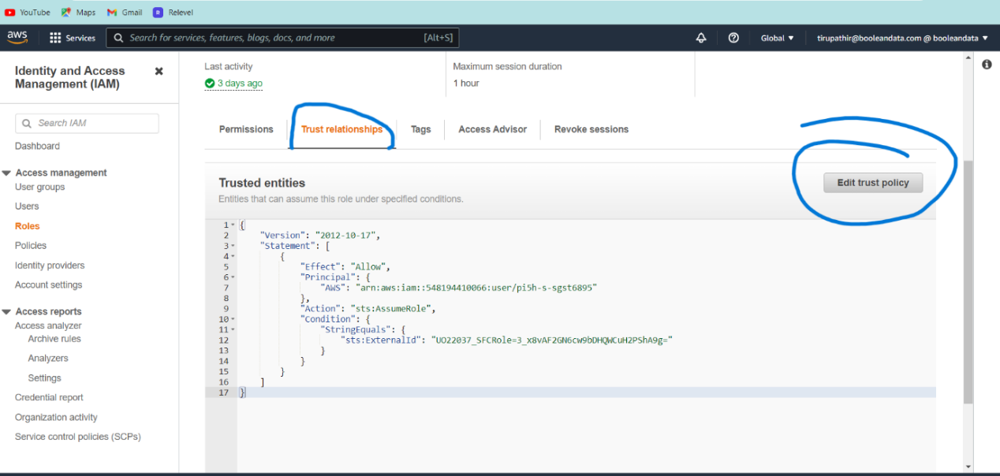 YouTube Maps Gmail R Relevel
aws Services Search for services, features, blogs, docs, and more [Alt+S] Global ▼ tirupathir@booleandata.com @ booleandata ▼
Identity and Access Management (IAM)
Search IAM
Dashboard
Access management
User groups
Users
Roles
Policies
Identity providers
Account settings
Access reports
Access analyzer
Archive rules
Analyzers
Settings
Credential report
Organization activity
Service control policies (SCPs)
Last activity
3 days ago
Maximum session duration
1 hour
Permissions Trust relationships Tags Access Advisor Revoke sessions
Trusted entities
Edit trust policy
Entities that can assume this role under specified conditions.
1 {
2 "Version": "2012-10-17",
3 "Statement": [
4 {
5 "Effect": "Allow",
6 "Principal": {
7 "AWS": "arn:aws:iam::548194410066:user/pi5h-s-sgst6895"
8 },
9 "Action": "sts:AssumeRole",
10 "Condition": {
11 "StringEquals": {
12 "sts:ExternalId": "UO22037_SFCRole=3_x8vAF2GN6cw9bDHQWCuH2PShA9g="
13 }
14 }
15 }
16 ]
17 }